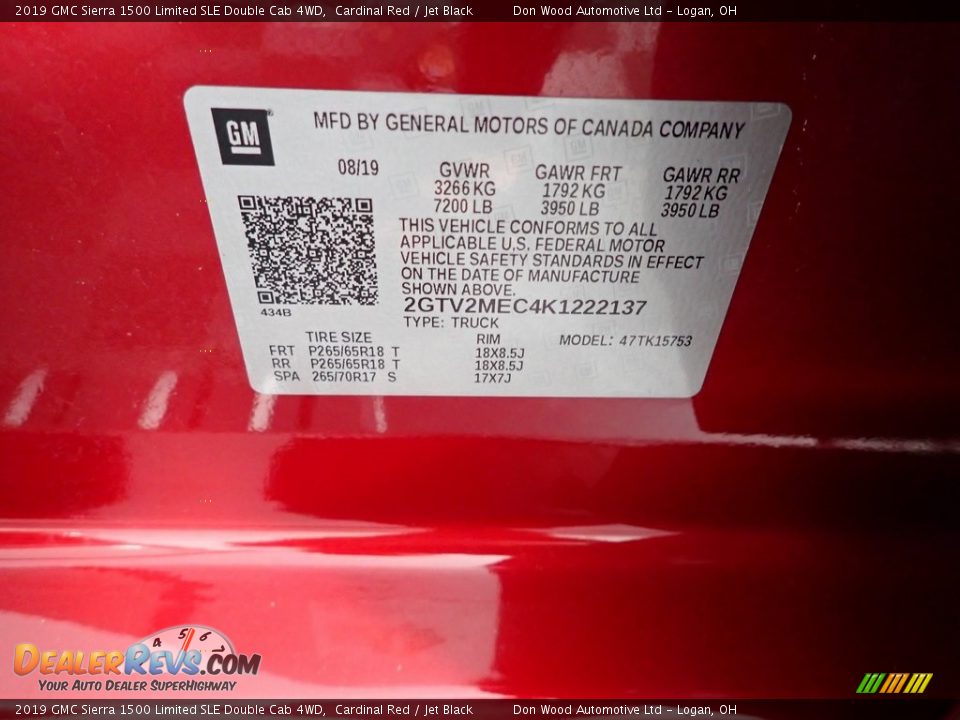 2019 GMC Sierra 1500 Limited SLE Double Cab 4WD, Cardinal Red / Jet Black Don Wood Automotive Ltd - Logan, OH
GM
MFD BY GENERAL MOTORS OF CANADA COMPANY
08/19 GVWR GAWR FRT GAWR RR
3266 KG 1792 KG 1792 KG
7200 LB 3950 LB 3950 LB
THIS VEHICLE CONFORMS TO ALL
APPLICABLE U.S. FEDERAL MOTOR
VEHICLE SAFETY STANDARDS IN EFFECT
ON THE DATE OF MANUFACTURE
SHOWN ABOVE.
434B
2GTV2MEC4K1222137
TYPE: TRUCK
TIRE SIZE RIM MODEL: 47TK15753
FRT P265/65R18 T 18X8.5J
RR P265/65R18 T 18X8.5J
SPA 265/70R17 S 17X7J
4 5 6
DEALERREVS.COM
YOUR AUTO DEALER SUPERHIGHWAY
2019 GMC Sierra 1500 Limited SLE Double Cab 4WD, Cardinal Red / Jet Black Don Wood Automotive Ltd - Logan, OH